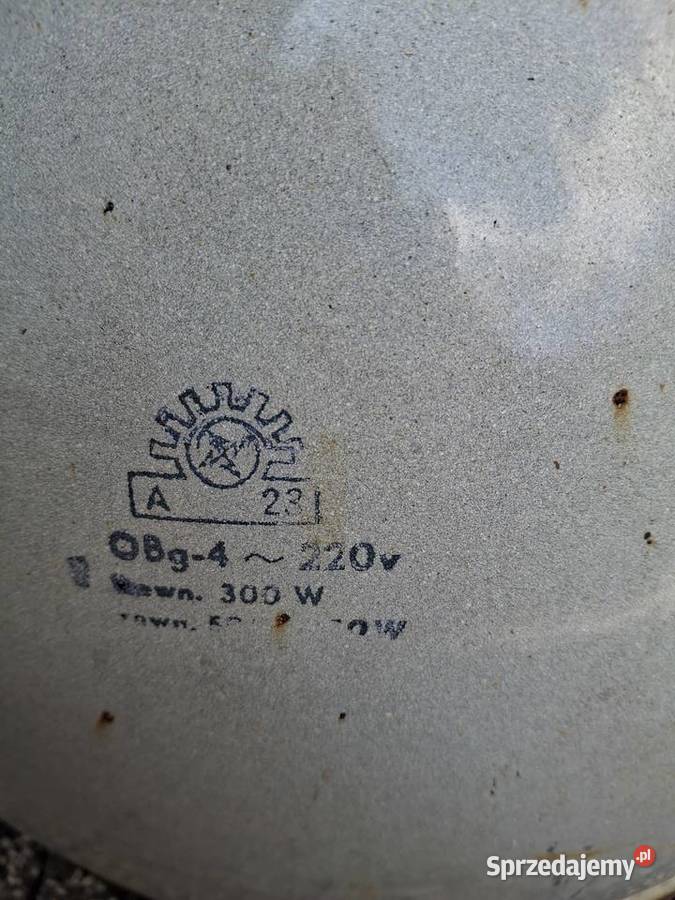 A 23
OBg-4 ~ 220v
300 W
Sprzedajemy.pl